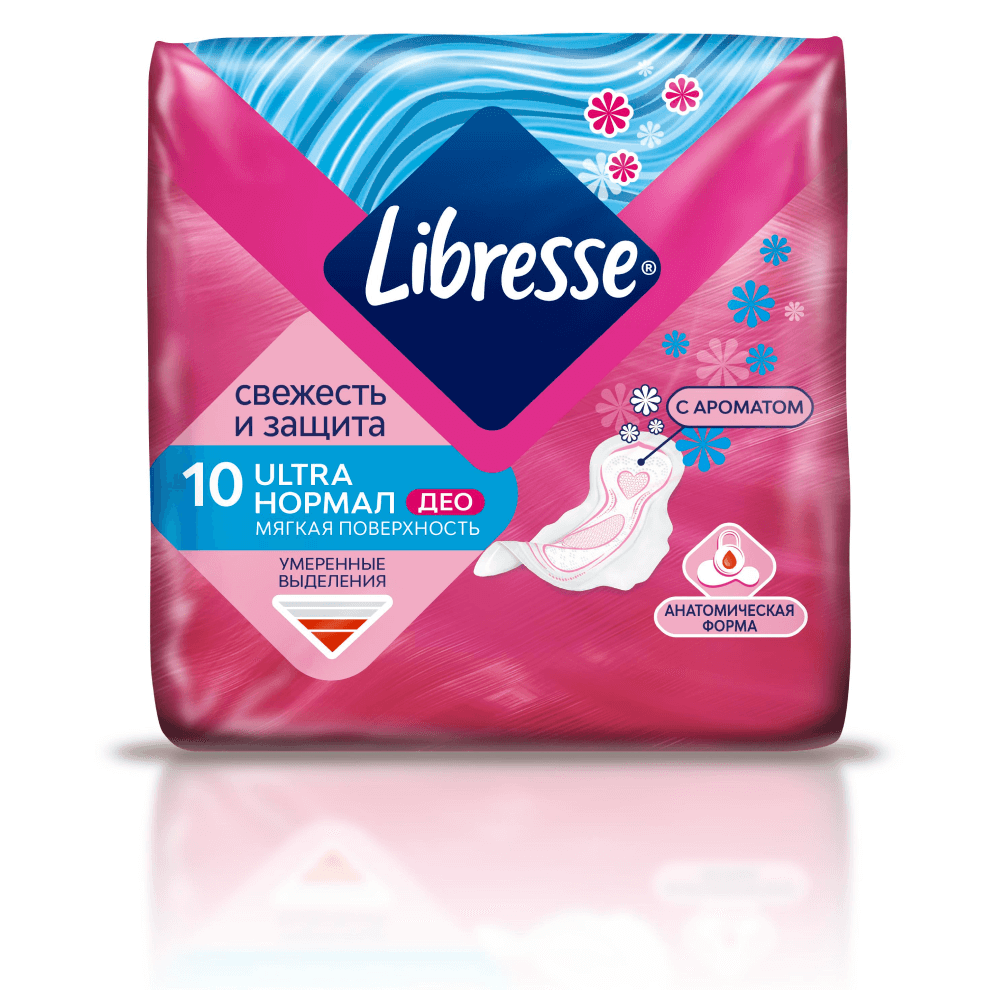 Libresse®
свежесть
и защита
С АРОМАТОМ
10 ULTRA
НОРМАЛ ДЕО
МЯГКАЯ ПОВЕРХНОСТЬ
УМЕРЕННЫЕ
ВЫДЕЛЕНИЯ
АНАТОМИЧЕСКАЯ
ФОРМА